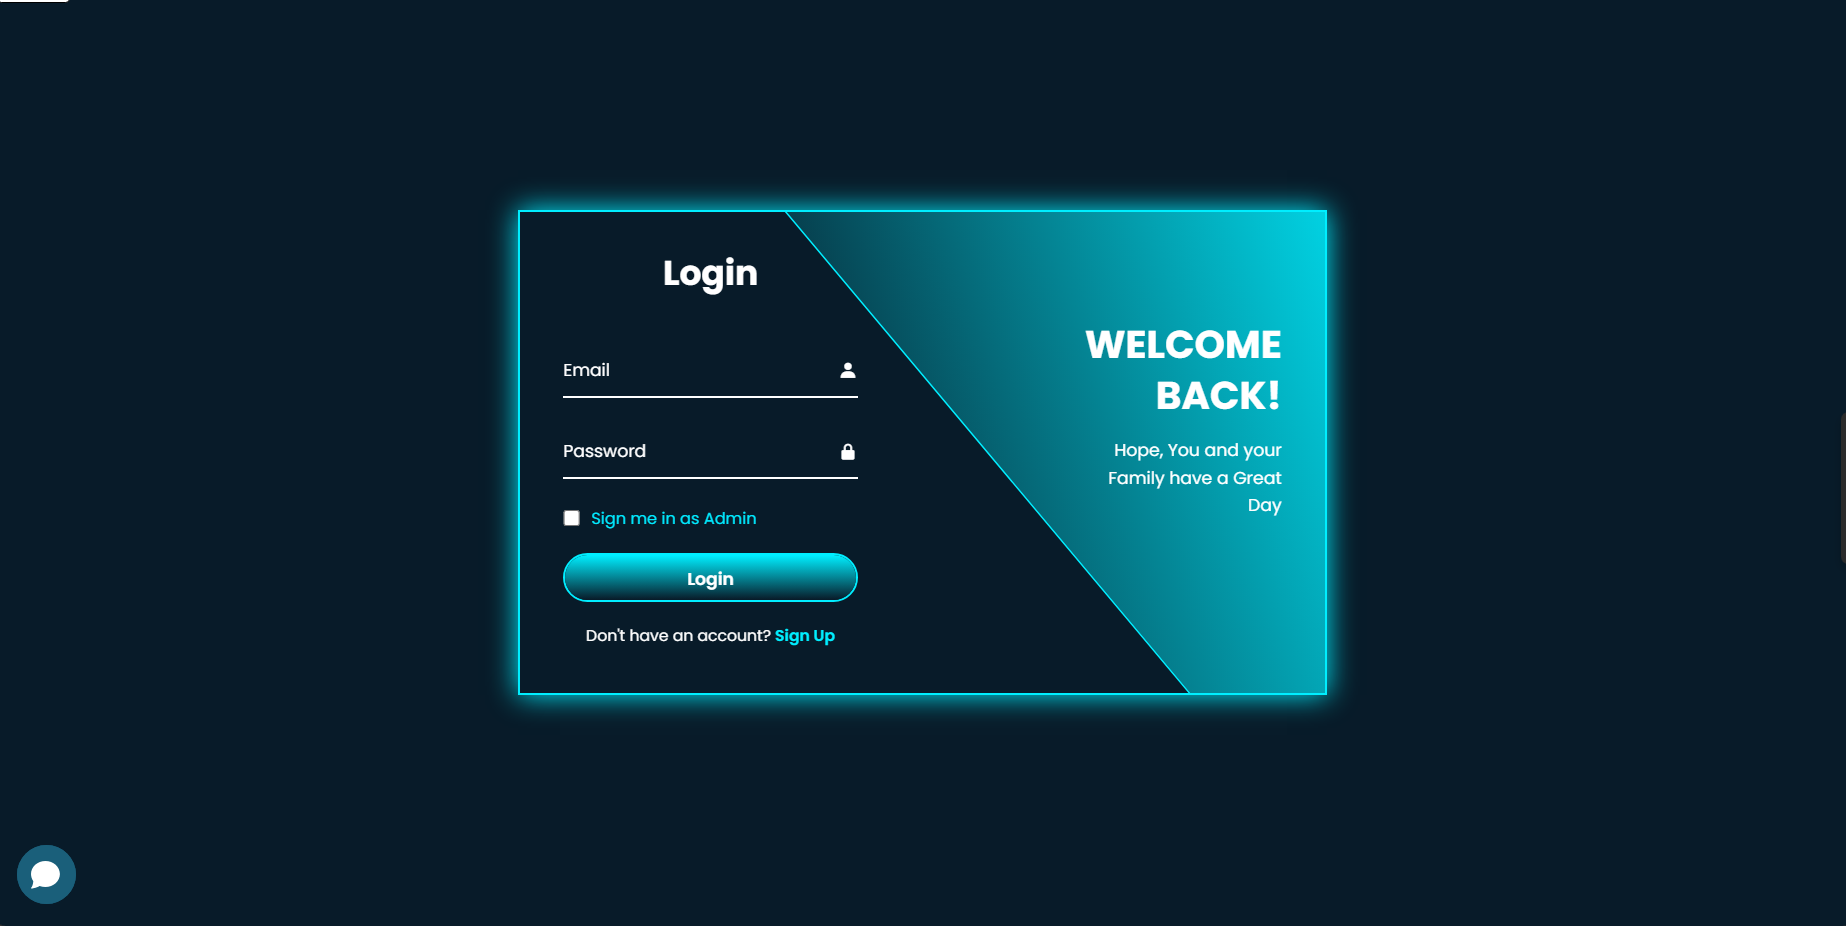 Login
Email
Password
Sign me in as Admin
Login
Don't have an account? Sign Up
WELCOME
BACK!
Hope, You and your
Family have a Great
Day